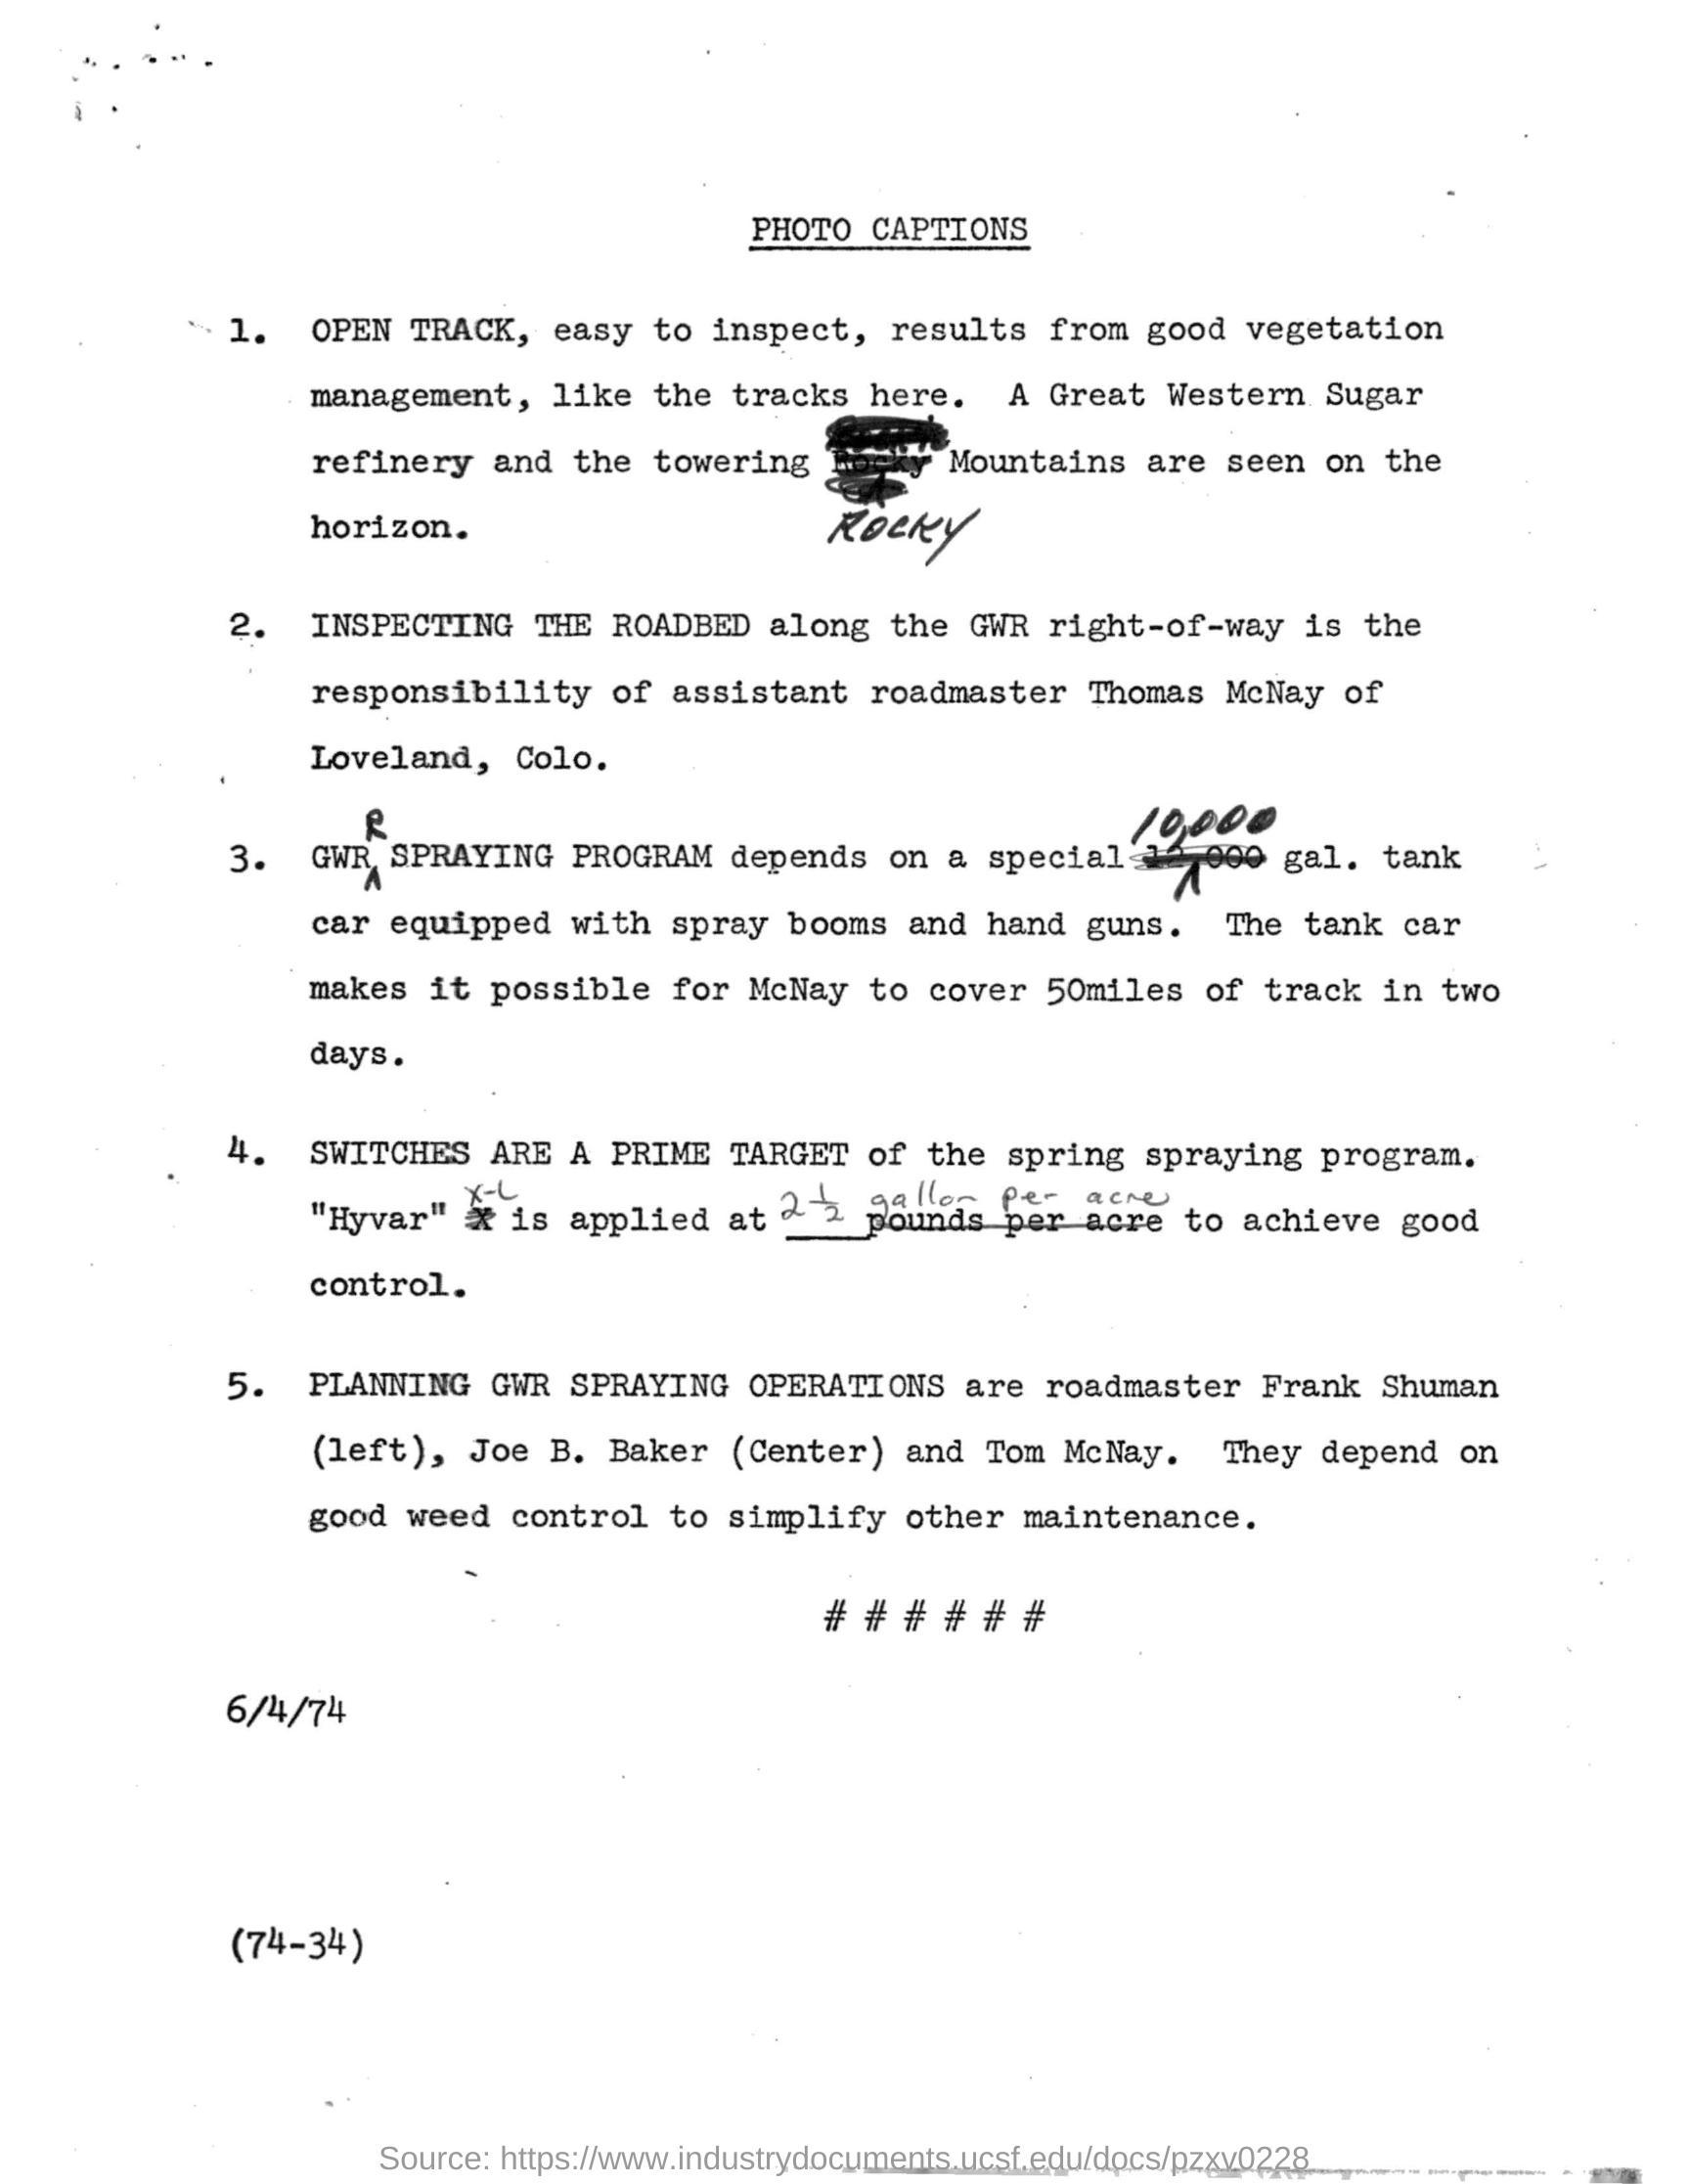 PHOTO CAPTIONS
1. OPEN TRACK, easy to inspect, results from good vegetation
management, like the tracks here. A Great Western Sugar
refinery and the towering Rocky Mountains are seen on the
horizon. ROCKY
2. INSPECTING THE ROADBED along the GWR right-of-way is the
responsibility of assistant roadmaster Thomas McNay of
Loveland, Colo.
R 10,000
3. GWR SPRAYING PROGRAM depends on a special 12,000 gal. tank
car equipped with spray booms and hand guns. The tank car
makes it possible for McNay to cover 50miles of track in two
days.
4. SWITCHES ARE A PRIME TARGET of the spring spraying program.
X-L 2 1/2 gallon per acre
"Hyvar" X is applied at ___ pounds per acre to achieve good
control.
5. PLANNING GWR SPRAYING OPERATIONS are roadmaster Frank Shuman
(left), Joe B. Baker (Center) and Tom McNay. They depend on
good weed control to simplify other maintenance.
# # # # # #
6/4/74
(74-34)
Source: https://www.industrydocuments.ucsf.edu/docs/pzxv0228